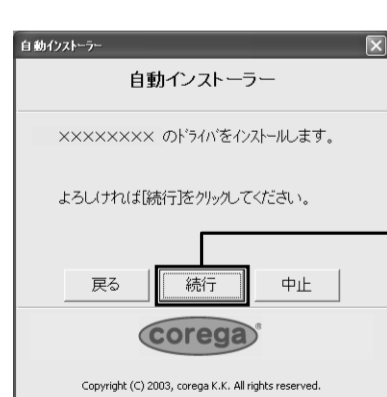 自動インストーラー
自動インストーラー
×××××××× のドライバをインストールします。
よろしければ[続行]をクリックしてください。
戻る 続行 中止
corega®
Copyright (C) 2003, corega K.K. All rights reserved.